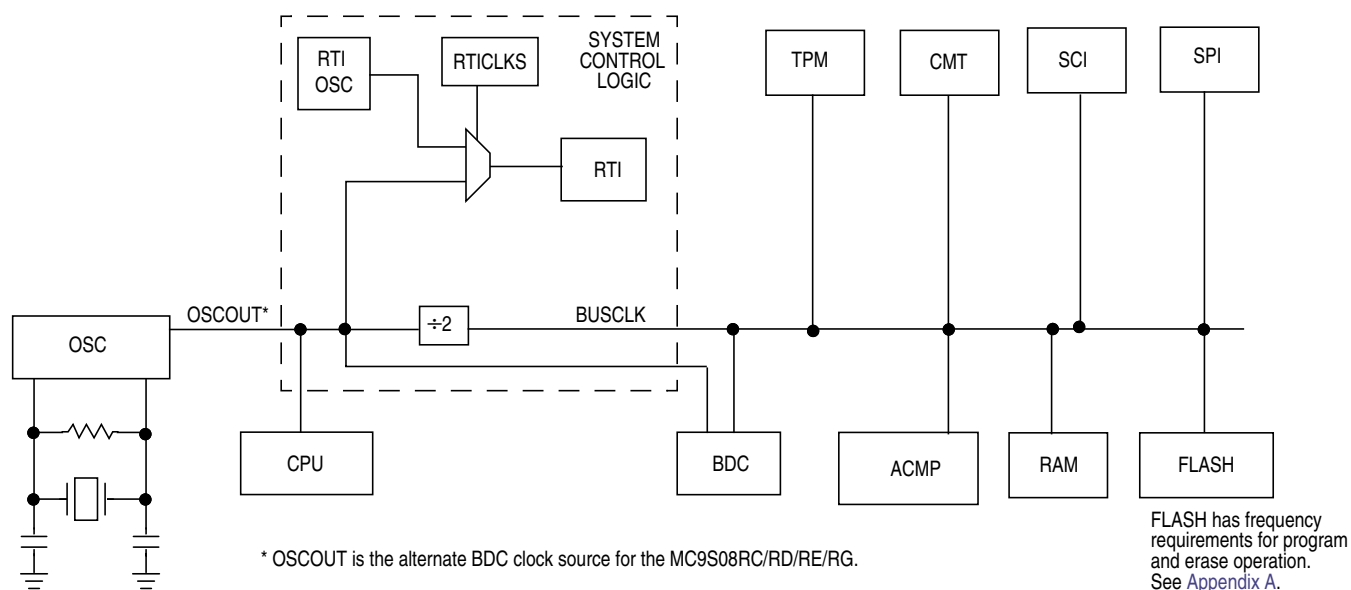 RTI
OSC
RTICLKS
SYSTEM
CONTROL
LOGIC
TPM
CMT
SCI
SPI
RTI
OSCOUT*
÷2
BUSCLK
OSC
CPU
BDC
ACMP
RAM
FLASH
* OSCOUT is the alternate BDC clock source for the MC9S08RC/RD/RE/RG.
FLASH has frequency
requirements for program
and erase operation.
See Appendix A.